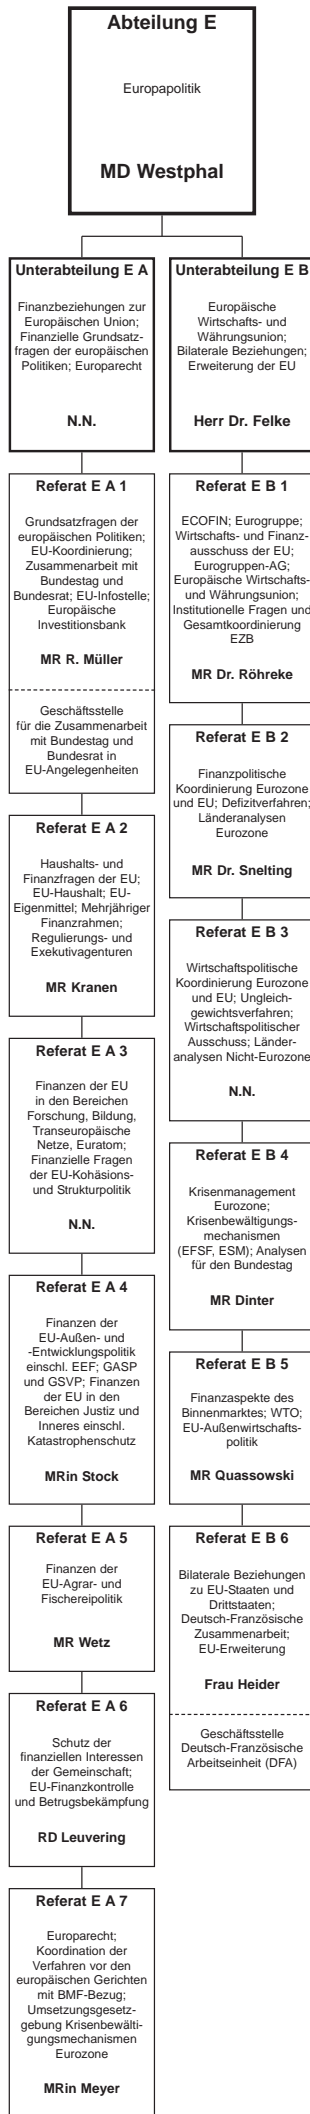 Abteilung E
Europapolitik
MD Westphal
Unterabteilung E A
Finanzbeziehungen zur
Europäischen Union;
Finanzielle Grundsatz-
fragen der europäischen
Politiken; Europarecht
N.N.
Referat E A 1
Grundsatzfragen der
europäischen Politiken;
EU-Koordinierung;
Zusammenarbeit mit
Bundestag und
Bundesrat; EU-Infostelle;
Europäische
Investitionsbank
MR R. Müller
Geschäftsstelle
für die Zusammenarbeit
mit Bundestag und
Bundesrat in
EU-Angelegenheiten
Referat E A 2
Haushalts- und
Finanzfragen der EU;
EU-Haushalt; EU-
Eigenmittel; Mehrjähriger
Finanzrahmen;
Regulierungs- und
Exekutivagenturen
MR Kranen
Referat E A 3
Finanzen der EU
in den Bereichen
Forschung, Bildung,
Transeuropäische
Netze, Euratom;
Finanzielle Fragen
der EU-Kohäsions-
und Strukturpolitik
N.N.
Referat E A 4
Finanzen der
EU-Außen- und
-Entwicklungspolitik
einschl. EEF; GASP
und GSVP; Finanzen
der EU in den
Bereichen Justiz und
Inneres einschl.
Katastrophenschutz
MRin Stock
Referat E A 5
Finanzen der
EU-Agrar- und
Fischereipolitik
MR Wetz
Referat E A 6
Schutz der
finanziellen Interessen
der Gemeinschaft;
EU-Finanzkontrolle
und Betrugsbekämpfung
RD Leuvering
Referat E A 7
Europarecht;
Koordination der
Verfahren vor den
europäischen Gerichten
mit BMF-Bezug;
Umsetzungsgesetz-
gebung Krisenbewälti-
gungsmechanismen
Eurozone
MRin Meyer
Unterabteilung E B
Europäische
Wirtschafts- und
Währungsunion;
Bilaterale Beziehungen;
Erweiterung der EU
Herr Dr. Felke
Referat E B 1
ECOFIN; Eurogruppe;
Wirtschafts- und Finanz-
ausschuss der EU;
Eurogruppen-AG;
Europäische Wirtschafts-
und Währungsunion;
Institutionelle Fragen und
Gesamtkoordinierung
EZB
MR Dr. Röhreke
Referat E B 2
Finanzpolitische
Koordinierung Eurozone
und EU; Defizitverfahren;
Länderanalysen
Eurozone
MR Dr. Snelting
Referat E B 3
Wirtschaftspolitische
Koordinierung Eurozone
und EU; Ungleich-
gewichtsverfahren;
Wirtschaftspolitischer
Ausschuss; Länder-
analysen Nicht-Eurozone
N.N.
Referat E B 4
Krisenmanagement
Eurozone;
Krisenbewältigungs-
mechanismen
(EFSF, ESM); Analysen
für den Bundestag
MR Dinter
Referat E B 5
Finanzaspekte des
Binnenmarktes; WTO;
EU-Außenwirtschafts-
politik
MR Quassowski
Referat E B 6
Bilaterale Beziehungen
zu EU-Staaten und
Drittstaaten;
Deutsch-Französische
Zusammenarbeit;
EU-Erweiterung
Frau Heider
Geschäftsstelle
Deutsch-Französische
Arbeitseinheit (DFA)